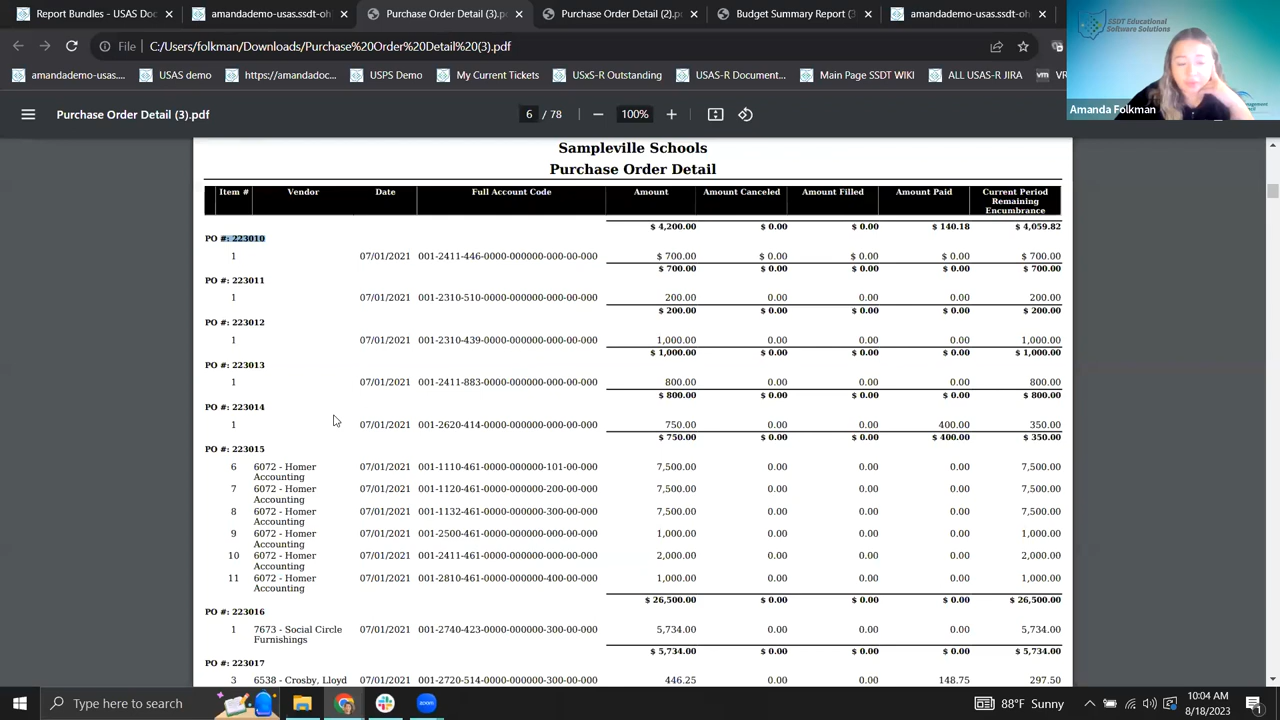 Report Bundles - USAS Doc
amandademo-usas.ssdt-oh
Purchase Order Detail (3).p
Purchase Order Detail (2).p
Budget Summary Report (3
amandademo-usas.ssdt-oh
File | C:/Users/folkman/Downloads/Purchase%20Order%20Detail%20(3).pdf
amandademo-usas....
USAS demo
https://amandadoc...
USPS Demo
My Current Tickets
USxS-R Outstanding
USAS-R Document...
Main Page SSDT WIKI
ALL USAS-R JIRA
SSDT Educational
Software Solutions
Amanda Folkman
Purchase Order Detail (3).pdf
6 / 78
100%
Sampleville Schools
Purchase Order Detail
Item # Vendor Date Full Account Code Amount Amount Canceled Amount Filled Amount Paid Current Period
Remaining
Encumbrance
$ 4,200.00 $ 0.00 $ 0.00 $ 140.18 $ 4,059.82
PO #: 223010
1 07/01/2021 001-2411-446-0000-000000-000-00-000 $ 700.00 $ 0.00 $ 0.00 $ 0.00 $ 700.00
$ 700.00 $ 0.00 $ 0.00 $ 0.00 $ 700.00
PO #: 223011
1 07/01/2021 001-2310-510-0000-000000-000-00-000 200.00 0.00 0.00 0.00 200.00
$ 200.00 $ 0.00 $ 0.00 $ 0.00 $ 200.00
PO #: 223012
1 07/01/2021 001-2310-439-0000-000000-000-00-000 1,000.00 0.00 0.00 0.00 1,000.00
$ 1,000.00 $ 0.00 $ 0.00 $ 0.00 $ 1,000.00
PO #: 223013
1 07/01/2021 001-2411-883-0000-000000-000-00-000 800.00 0.00 0.00 0.00 800.00
$ 800.00 $ 0.00 $ 0.00 $ 0.00 $ 800.00
PO #: 223014
1 07/01/2021 001-2620-414-0000-000000-000-00-000 750.00 0.00 0.00 400.00 350.00
$ 750.00 $ 0.00 $ 0.00 $ 400.00 $ 350.00
PO #: 223015
6 6072 - Homer 07/01/2021 001-1110-461-0000-000000-101-00-000 7,500.00 0.00 0.00 0.00 7,500.00
Accounting
7 6072 - Homer 07/01/2021 001-1120-461-0000-000000-200-00-000 7,500.00 0.00 0.00 0.00 7,500.00
Accounting
8 6072 - Homer 07/01/2021 001-1132-461-0000-000000-300-00-000 7,500.00 0.00 0.00 0.00 7,500.00
Accounting
9 6072 - Homer 07/01/2021 001-2500-461-0000-000000-000-00-000 1,000.00 0.00 0.00 0.00 1,000.00
Accounting
10 6072 - Homer 07/01/2021 001-2411-461-0000-000000-000-00-000 2,000.00 0.00 0.00 0.00 2,000.00
Accounting
11 6072 - Homer 07/01/2021 001-2810-461-0000-000000-400-00-000 1,000.00 0.00 0.00 0.00 1,000.00
Accounting
$ 26,500.00 $ 0.00 $ 0.00 $ 0.00 $ 26,500.00
PO #: 223016
1 7673 - Social Circle 07/01/2021 001-2740-423-0000-000000-300-00-000 5,734.00 0.00 0.00 0.00 5,734.00
Furnishings
$ 5,734.00 $ 0.00 $ 0.00 $ 0.00 $ 5,734.00
PO #: 223017
3 6538 - Crosby, Lloyd 07/01/2021 001-2720-514-0000-000000-300-00-000 446.25 0.00 0.00 148.75 297.50
Type here to search
zoom
88°F Sunny
10:04 AM
8/18/2023
1